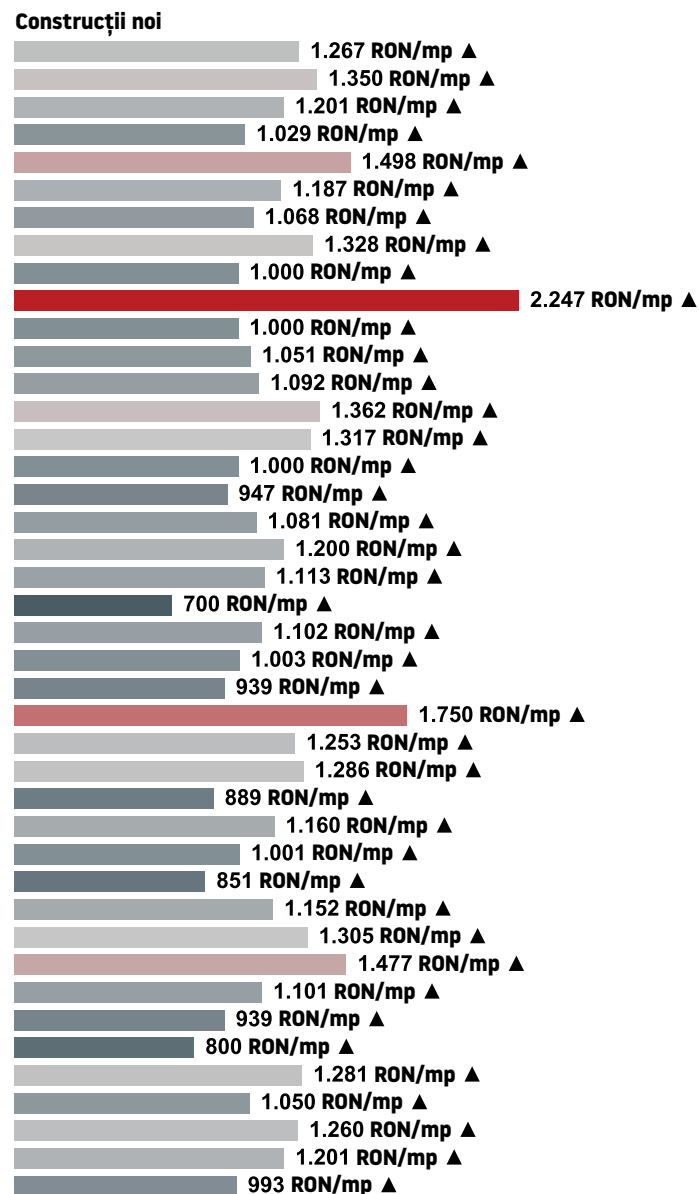 Construcții noi
1.267 RON/mp ▲
1.350 RON/mp ▲
1.201 RON/mp ▲
1.029 RON/mp ▲
1.498 RON/mp ▲
1.187 RON/mp ▲
1.068 RON/mp ▲
1.328 RON/mp ▲
1.000 RON/mp ▲
2.247 RON/mp ▲
1.000 RON/mp ▲
1.051 RON/mp ▲
1.092 RON/mp ▲
1.362 RON/mp ▲
1.317 RON/mp ▲
1.000 RON/mp ▲
947 RON/mp ▲
1.081 RON/mp ▲
1.200 RON/mp ▲
1.113 RON/mp ▲
700 RON/mp ▲
1.102 RON/mp ▲
1.003 RON/mp ▲
939 RON/mp ▲
1.750 RON/mp ▲
1.253 RON/mp ▲
1.286 RON/mp ▲
889 RON/mp ▲
1.160 RON/mp ▲
1.001 RON/mp ▲
851 RON/mp ▲
1.152 RON/mp ▲
1.305 RON/mp ▲
1.477 RON/mp ▲
1.101 RON/mp ▲
939 RON/mp ▲
800 RON/mp ▲
1.281 RON/mp ▲
1.050 RON/mp ▲
1.260 RON/mp ▲
1.201 RON/mp ▲
993 RON/mp ▲